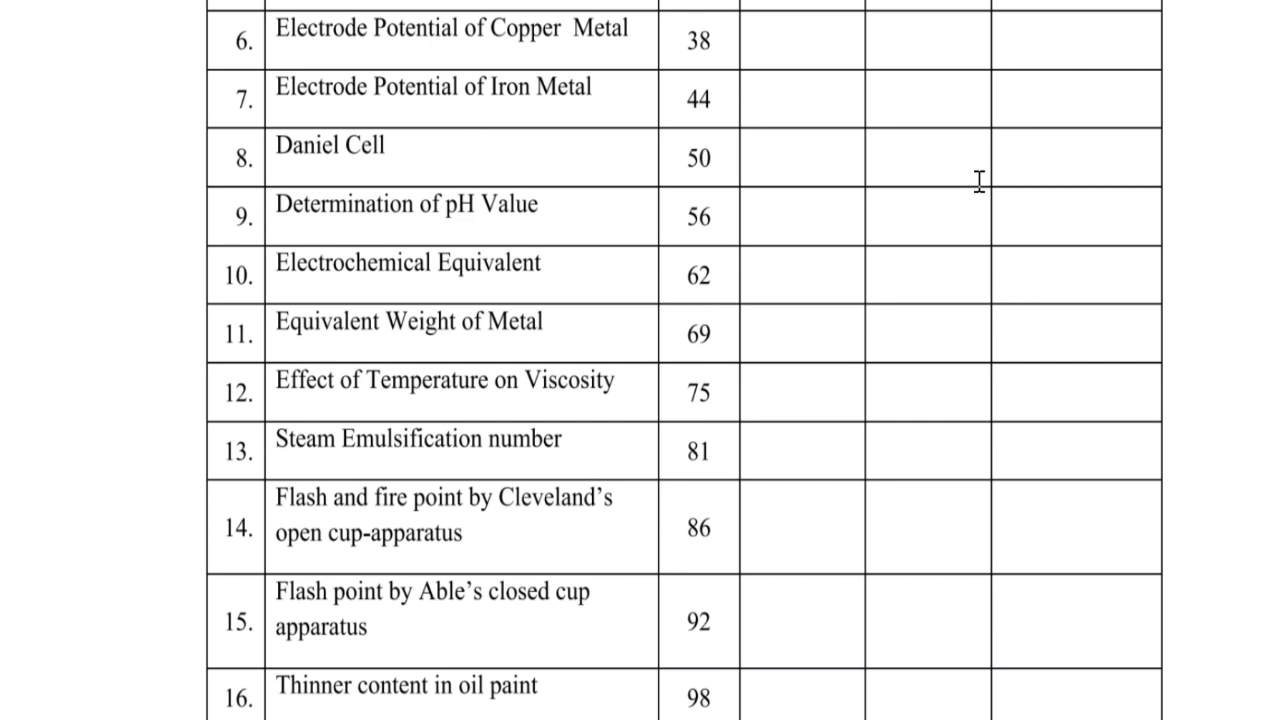 6. Electrode Potential of Copper Metal 38
7. Electrode Potential of Iron Metal 44
8. Daniel Cell 50
9. Determination of pH Value 56
10. Electrochemical Equivalent 62
11. Equivalent Weight of Metal 69
12. Effect of Temperature on Viscosity 75
13. Steam Emulsification number 81
14. Flash and fire point by Cleveland’s
open cup-apparatus 86
15. Flash point by Able’s closed cup
apparatus 92
16. Thinner content in oil paint 98